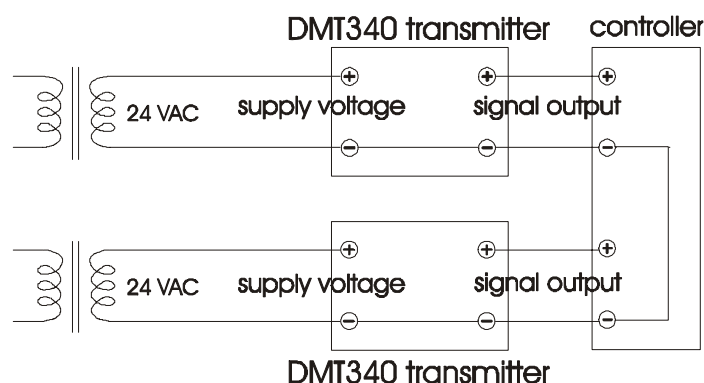 DMT340 transmitter controller
+ + +
24 VAC supply voltage signal output
- - -
+ + +
24 VAC supply voltage signal output
- - -
DMT340 transmitter